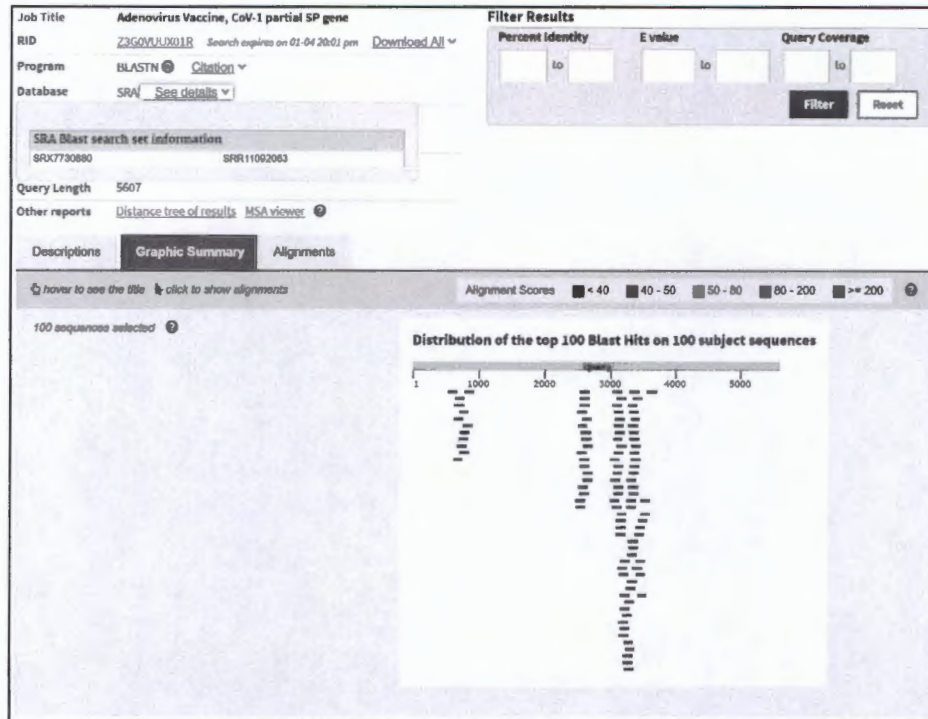 Job Title Adenovirus Vaccine, CoV-1 partial SP gene
RID Z3G0VUUX01R Search expires on 01-04 20:01 pm Download All
Program BLASTN Citation
Database SRA See details
SRA Blast search set information
SRX7730880 SRR11092063
Query Length 5607
Other reports Distance tree of results MSA viewer
Filter Results
Percent Identity E value Query Coverage
to to to
Filter Reset
Descriptions Graphic Summary Alignments
hover to see the title click to show alignments
Alignment Scores < 40 40 - 50 50 - 80 80 - 200 >= 200
100 sequences selected
Distribution of the top 100 Blast Hits on 100 subject sequences
Query
1 1000 2000 3000 4000 5000